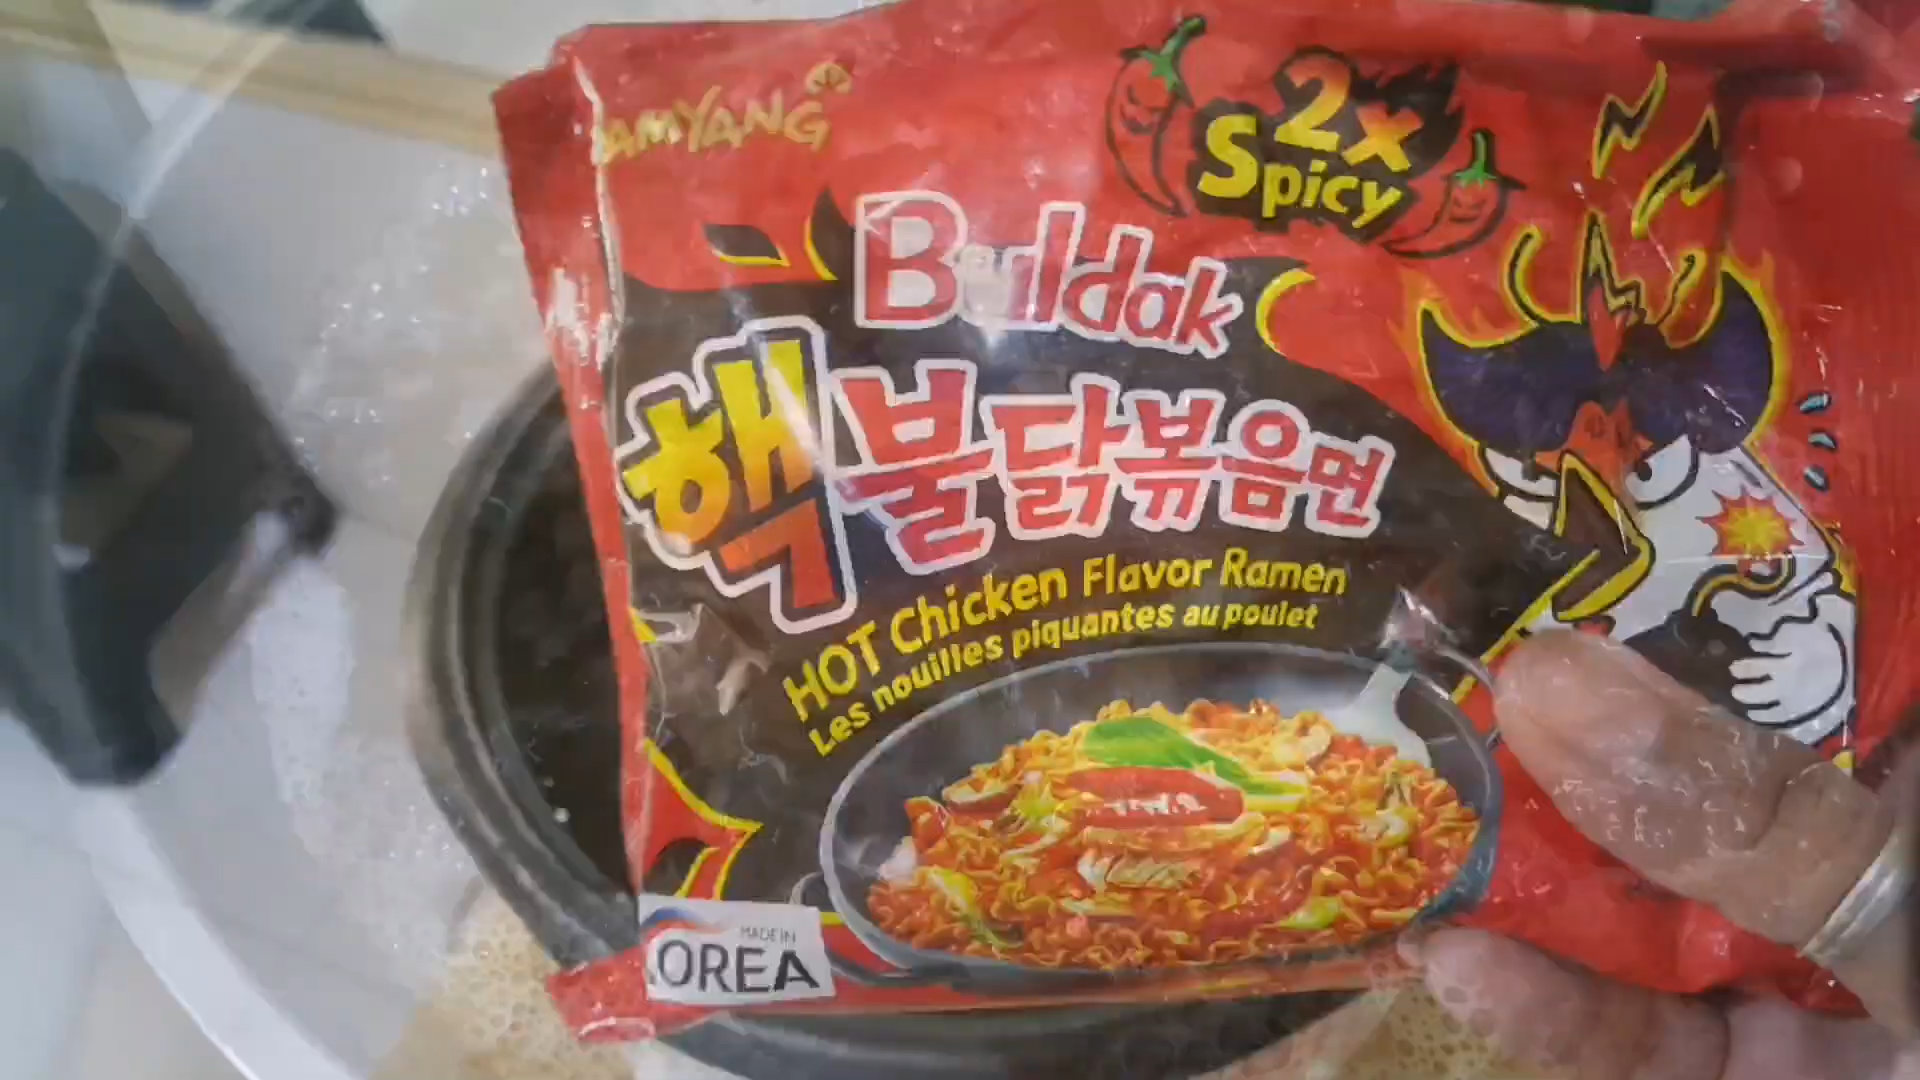 AMYANG
2x
Spicy
Buldak
핵불닭볶음면
HOT Chicken Flavor Ramen
Les nouilles piquantes au poulet
MADE IN
OREA